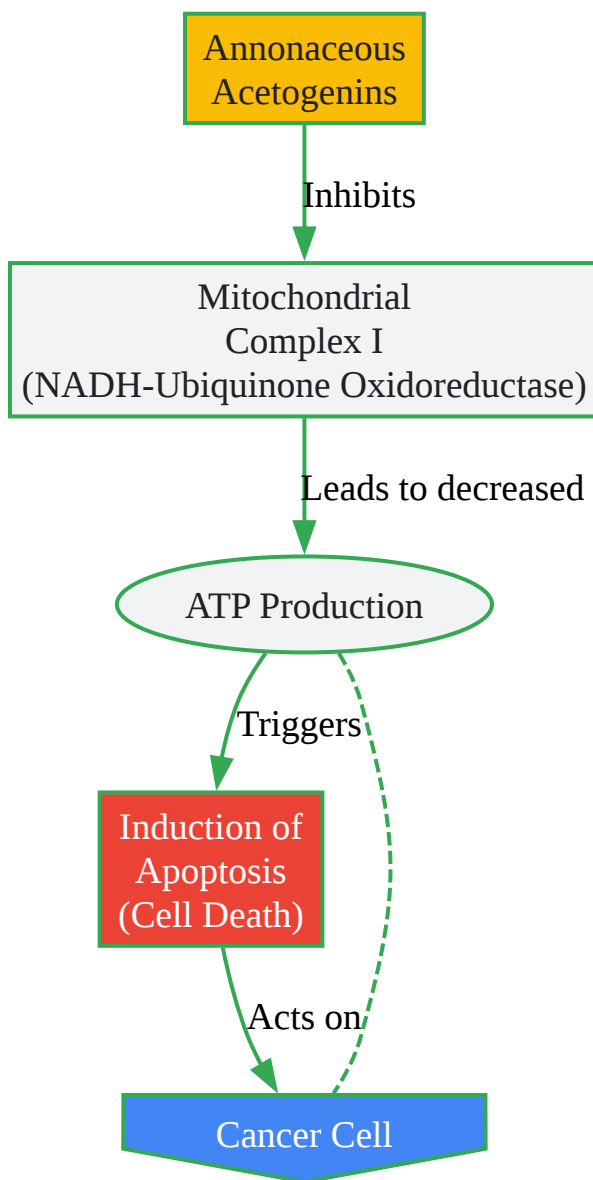 Annonaceous
Acetogenins
Inhibits
Mitochondrial
Complex I
(NADH-Ubiquinone Oxidoreductase)
Leads to decreased
ATP Production
Triggers
Induction of
Apoptosis
(Cell Death)
Acts on
Cancer Cell